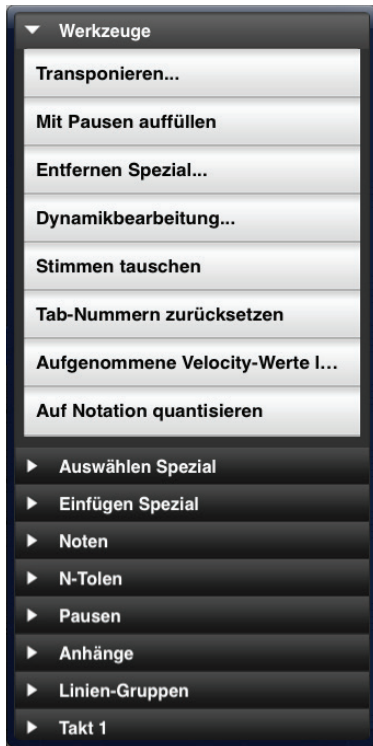 Werkzeuge
Transponieren...
Mit Pausen auffüllen
Entfernen Spezial...
Dynamikbearbeitung...
Stimmen tauschen
Tab-Nummern zurücksetzen
Aufgenommene Velocity-Werte l...
Auf Notation quantisieren
Auswählen Spezial
Einfügen Spezial
Noten
N-Tolen
Pausen
Anhänge
Linien-Gruppen
Takt 1